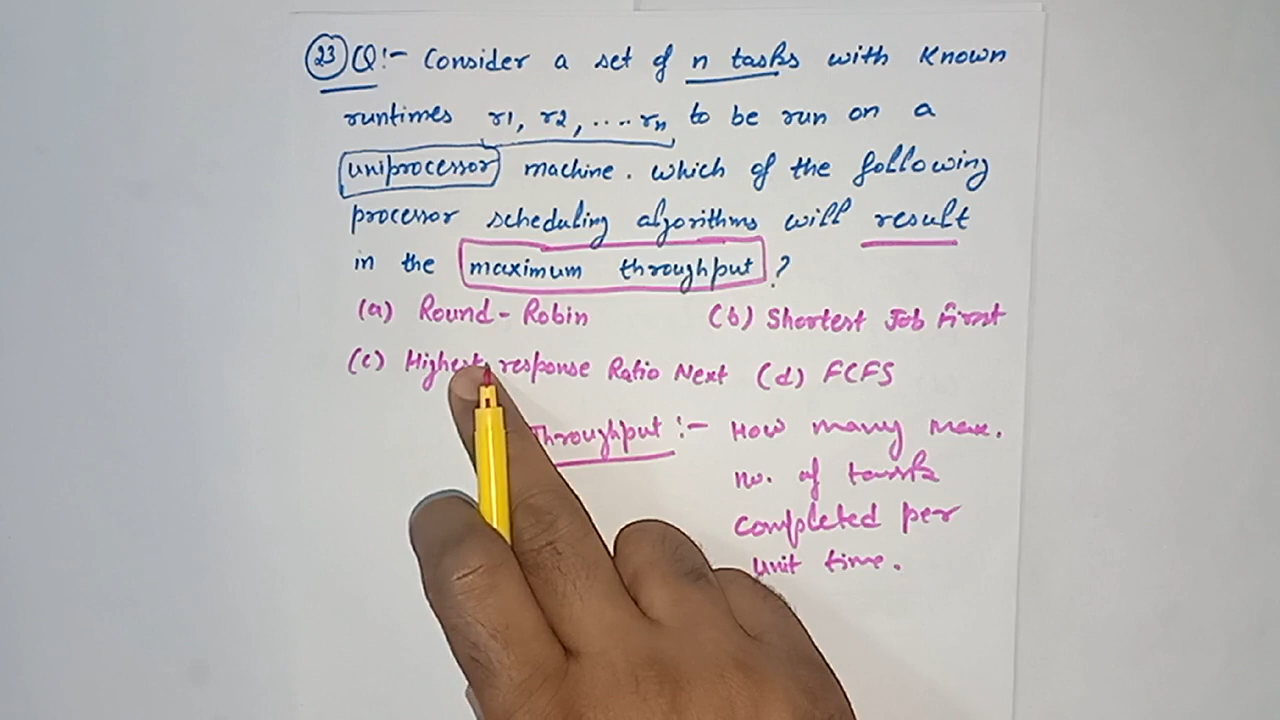 23 Q:- Consider a set of n tasks with known
runtimes r1, r2, ....rn to be run on a
uniprocessor machine. which of the following
processor scheduling algorithms will result
in the maximum throughput ?
(a) Round-Robin (b) Shortest Job First
(c) Highest response Ratio Next (d) FCFS
Throughput :- How many max.
no. of tasks
completed per
unit time.